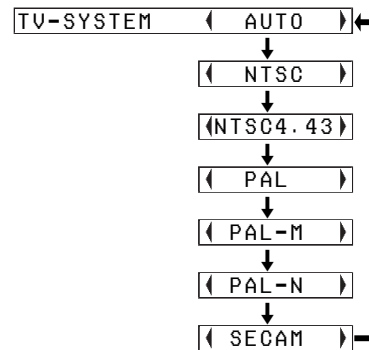 TV-SYSTEM AUTO
NTSC
NTSC4.43
PAL
PAL-M
PAL-N
SECAM